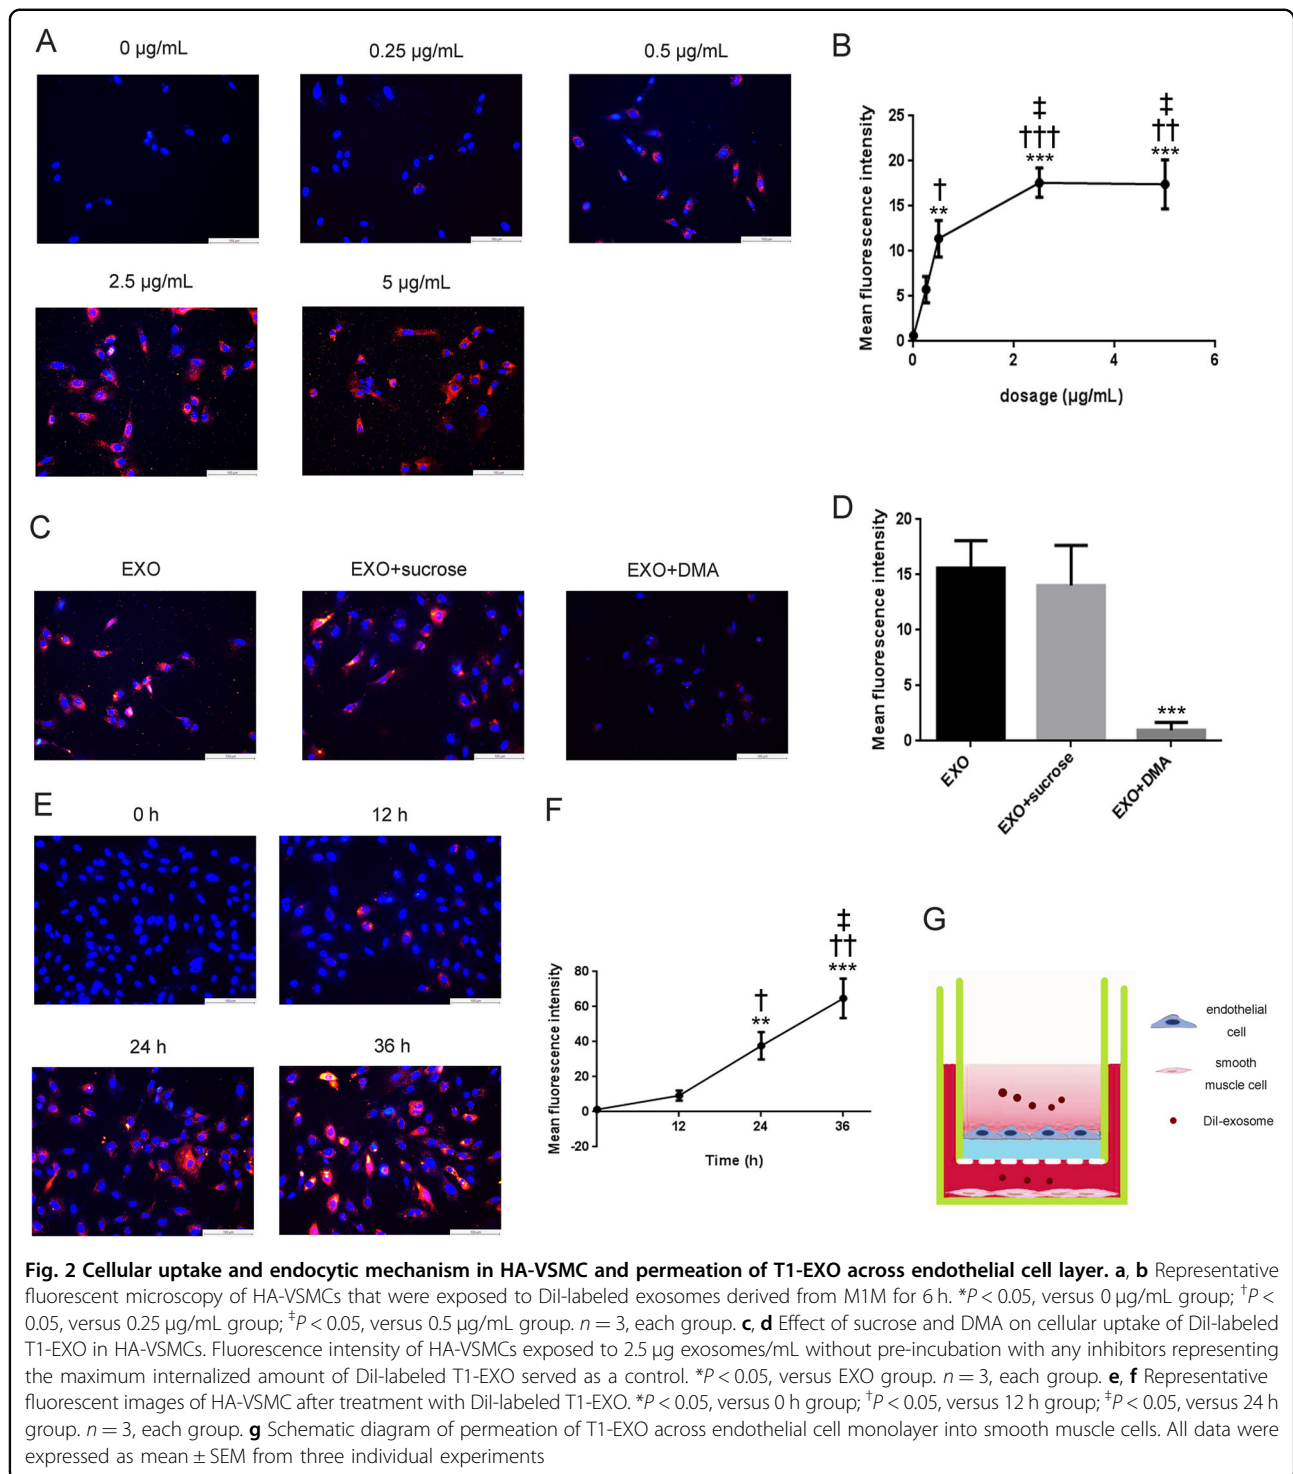 A
0 µg/mL
0.25 µg/mL
0.5 µg/mL
2.5 µg/mL
5 µg/mL
B
Mean fluorescence intensity
25
20
15
10
5
0
0 2 4 6
dosage (µg/mL)
†
**
‡
†††
***
‡
††
***
C
EXO
EXO+sucrose
EXO+DMA
D
Mean fluorescence intensity
20
15
10
5
0
***
EXO
EXO+sucrose
EXO+DMA
E
0 h
12 h
24 h
36 h
F
Mean fluorescence intensity
80
60
40
20
0
-20
12 24 36
Time (h)
†
**
‡
††
***
G
endothelial
cell
smooth
muscle cell
Dil-exosome
Fig. 2 Cellular uptake and endocytic mechanism in HA-VSMC and permeation of T1-EXO across endothelial cell layer. a, b Representative
fluorescent microscopy of HA-VSMCs that were exposed to Dil-labeled exosomes derived from M1M for 6 h. *P < 0.05, versus 0 µg/mL group; †P <
0.05, versus 0.25 µg/mL group; ‡P < 0.05, versus 0.5 µg/mL group. n = 3, each group. c, d Effect of sucrose and DMA on cellular uptake of Dil-labeled
T1-EXO in HA-VSMCs. Fluorescence intensity of HA-VSMCs exposed to 2.5 µg exosomes/mL without pre-incubation with any inhibitors representing
the maximum internalized amount of Dil-labeled T1-EXO served as a control. *P < 0.05, versus EXO group. n = 3, each group. e, f Representative
fluorescent images of HA-VSMC after treatment with Dil-labeled T1-EXO. *P < 0.05, versus 0 h group; †P < 0.05, versus 12 h group; ‡P < 0.05, versus 24 h
group. n = 3, each group. g Schematic diagram of permeation of T1-EXO across endothelial cell monolayer into smooth muscle cells. All data were
expressed as mean ± SEM from three individual experiments